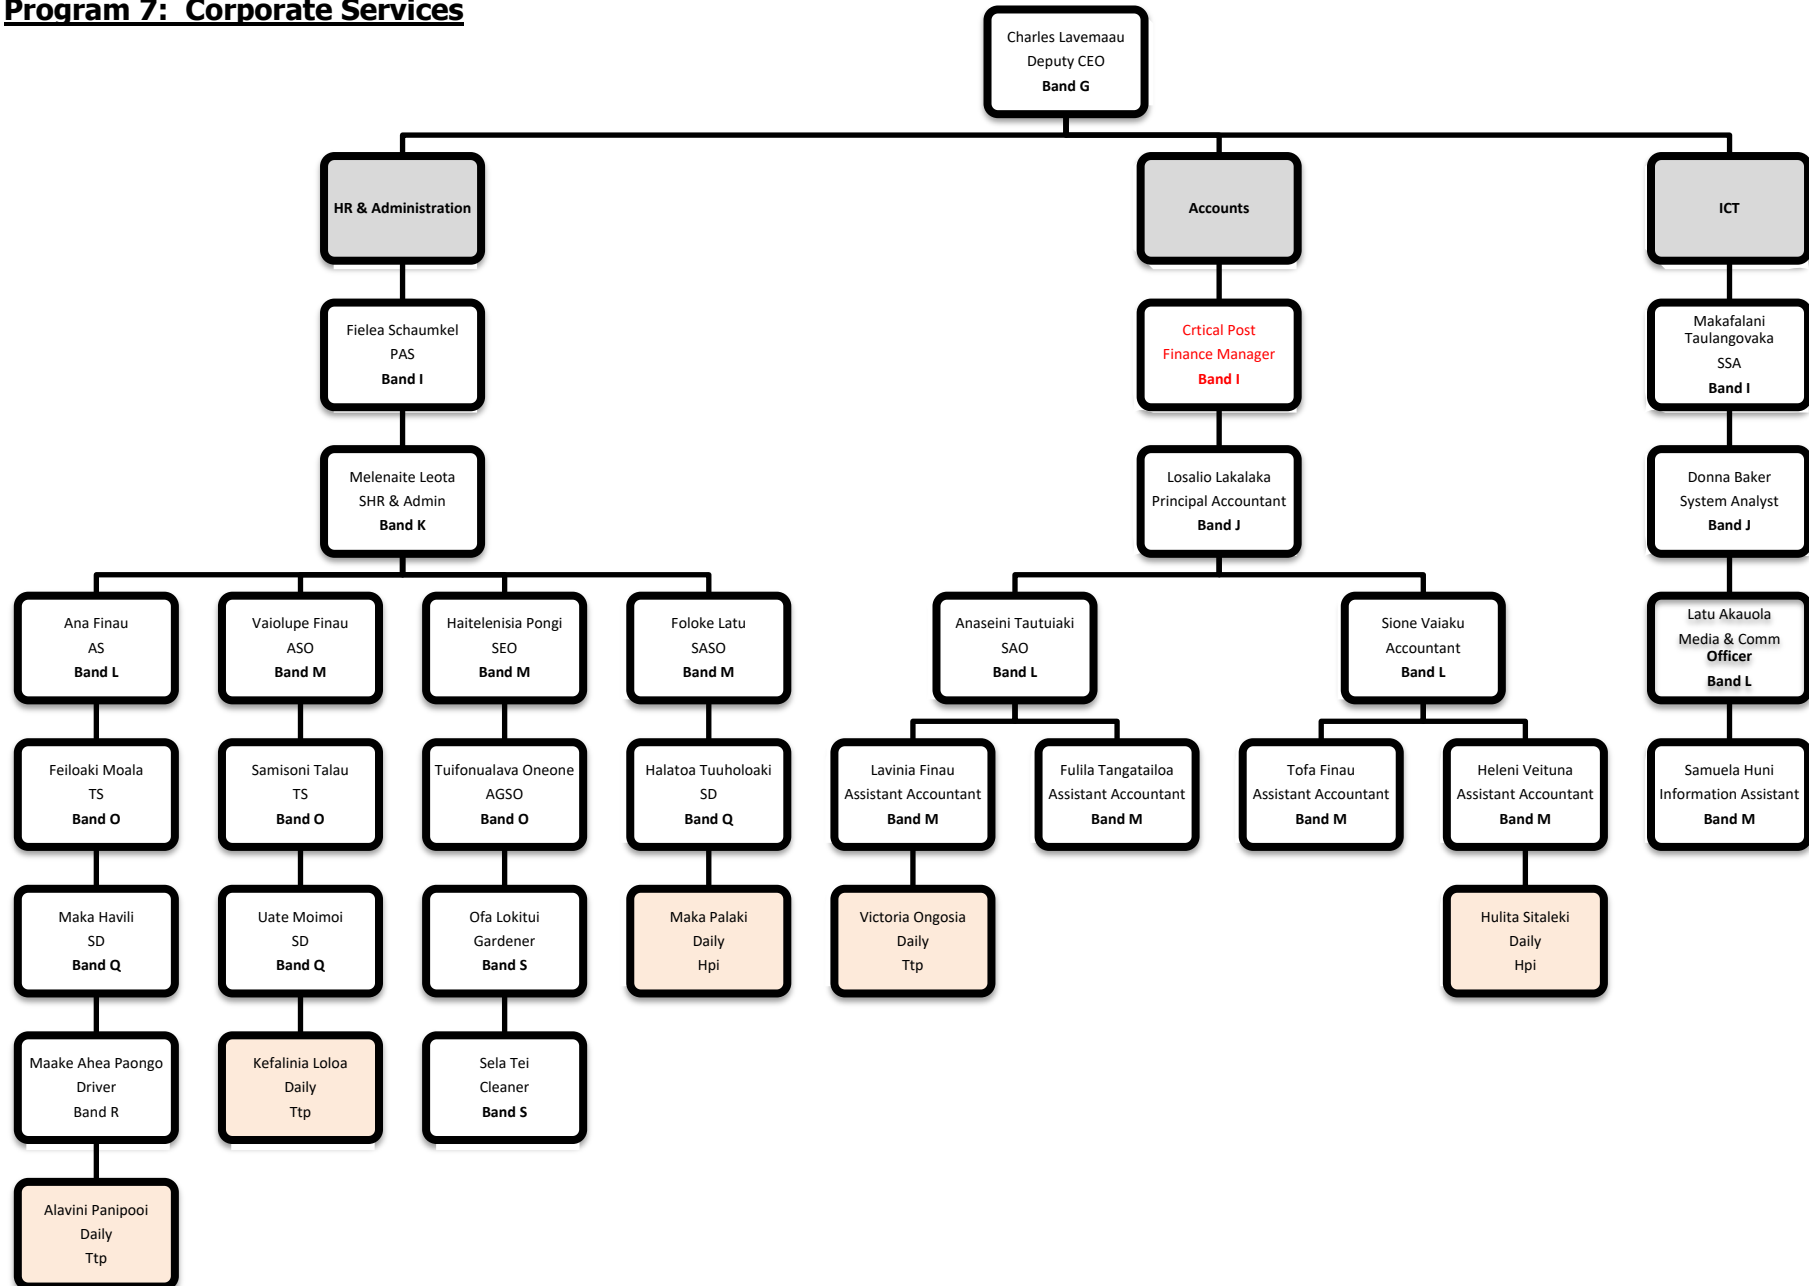 Program 7: Corporate Services
Charles Lavemaau
Deputy CEO
Band G
HR & Administration
Accounts
ICT
Fielea Schaumkel
PAS
Band I
Crtical Post
Finance Manager
Band I
Makafalani
Taulangovaka
SSA
Band I
Melenaite Leota
SHR & Admin
Band K
Losalio Lakalaka
Principal Accountant
Band J
Donna Baker
System Analyst
Band J
Ana Finau
AS
Band L
Vaiolupe Finau
ASO
Band M
Haitelenisia Pongi
SEO
Band M
Foloke Latu
SASO
Band M
Anaseini Tautuiaki
SAO
Band L
Sione Vaiaku
Accountant
Band L
Latu Akauola
Media & Comm
Officer
Band L
Feiloaki Moala
TS
Band O
Samisoni Talau
TS
Band O
Tuifonualava Oneone
AGSO
Band O
Halatoa Tuuholoaki
SD
Band Q
Lavinia Finau
Assistant Accountant
Band M
Fulila Tangatailoa
Assistant Accountant
Band M
Tofa Finau
Assistant Accountant
Band M
Heleni Veituna
Assistant Accountant
Band M
Samuela Huni
Information Assistant
Band M
Maka Havili
SD
Band Q
Uate Moimoi
SD
Band Q
Ofa Lokitui
Gardener
Band S
Maka Palaki
Daily
Hpi
Victoria Ongosia
Daily
Ttp
Hulita Sitaleki
Daily
Hpi
Maake Ahea Paongo
Driver
Band R
Kefalinia Loloa
Daily
Ttp
Sela Tei
Cleaner
Band S
Alavini Panipooi
Daily
Ttp